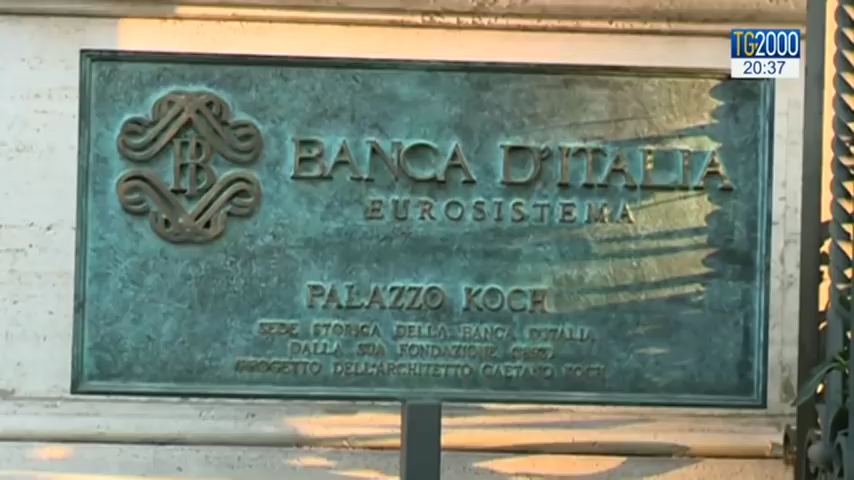 TG2000
20:37
BI
BANCA D'ITALIA
EUROSISTEMA
PALAZZO KOCH
SEDE STORICA DELLA BANCA D'ITALIA
DALLA SUA FONDAZIONE
PROGETTO DELL'ARCHITETTO GAETANO KOCH